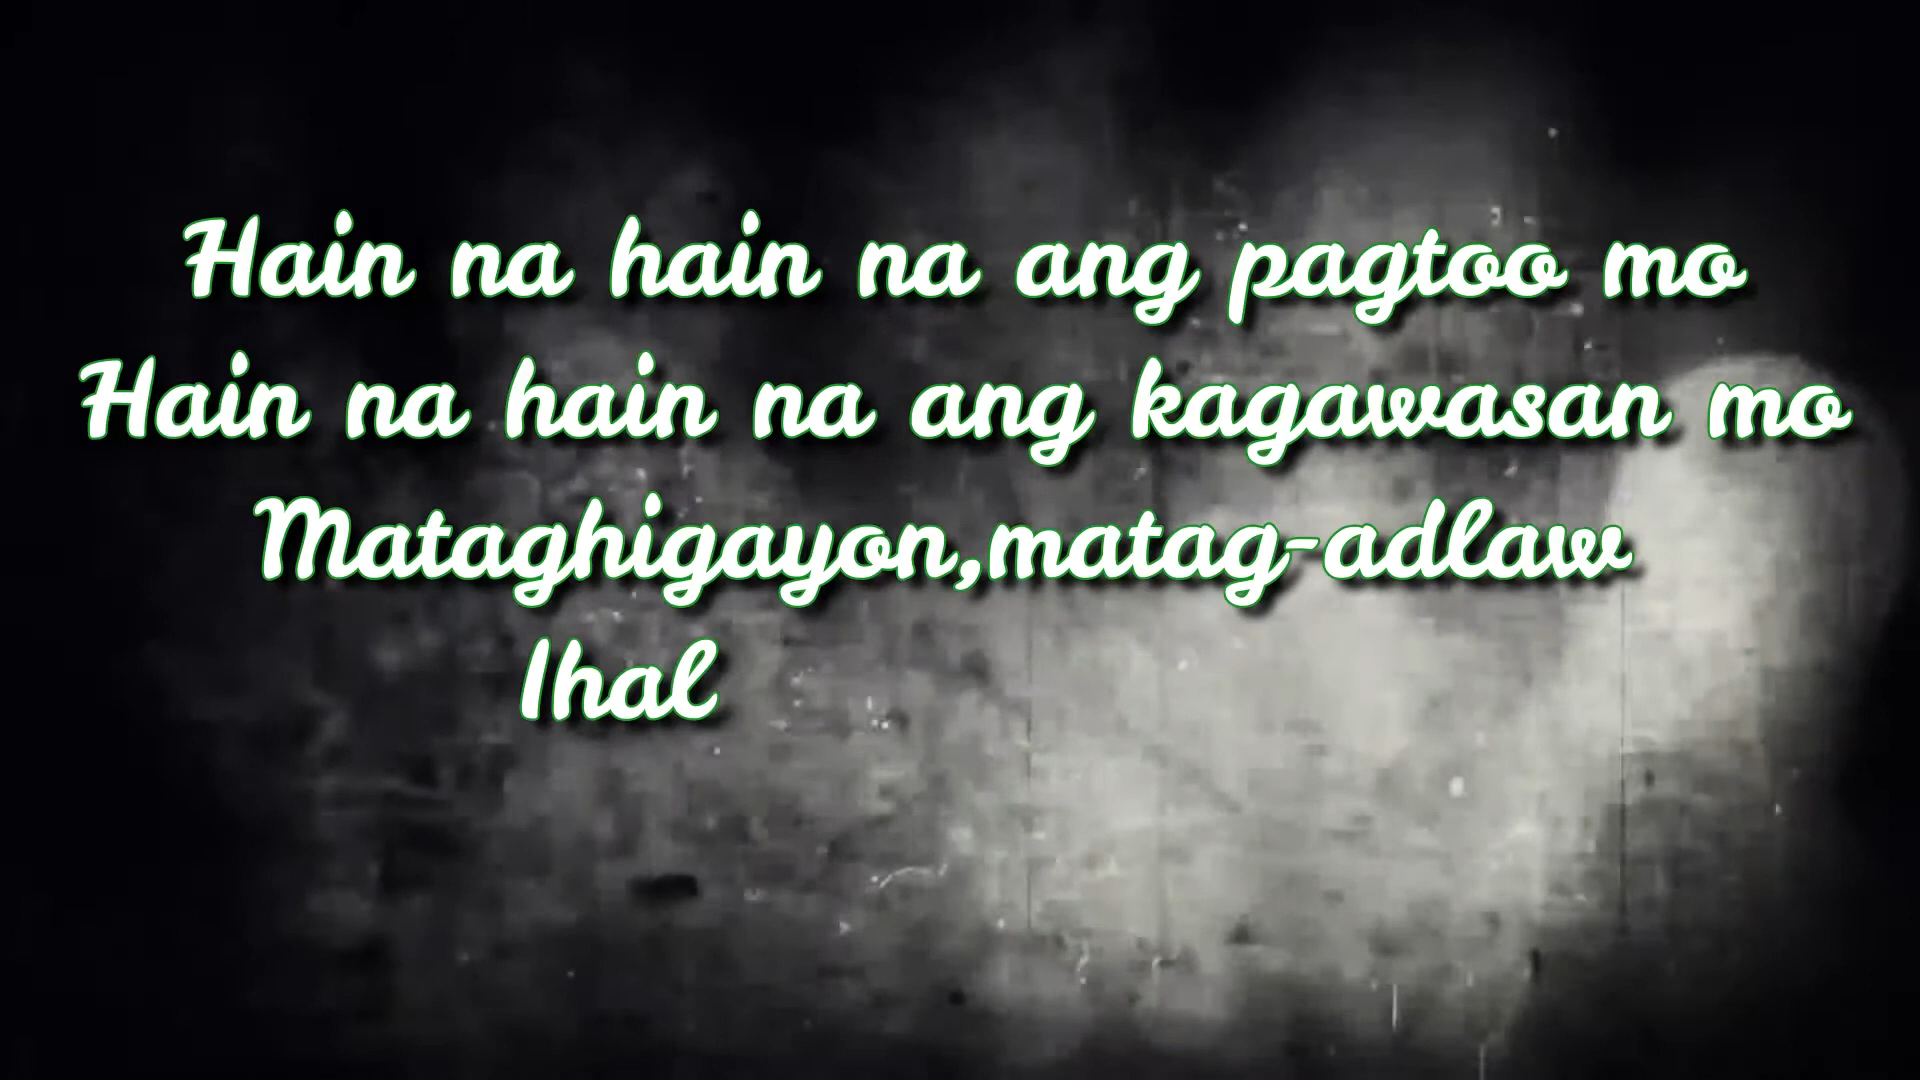 Hain na hain na ang pagtoo mo
Hain na hain na ang kagawasan mo
Mataghigayon,matag-adlaw
Ihal